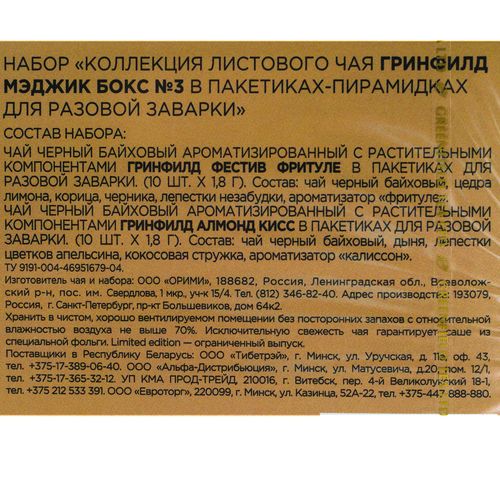 НАБОР «КОЛЛЕКЦИЯ ЛИСТОВОГО ЧАЯ ГРИНФИЛД
МЭДЖИК БОКС №3 В ПАКЕТИКАХ-ПИРАМИДКАХ
ДЛЯ РАЗОВОЙ ЗАВАРКИ»
СОСТАВ НАБОРА:
ЧАЙ ЧЕРНЫЙ БАЙХОВЫЙ АРОМАТИЗИРОВАННЫЙ С РАСТИТЕЛЬНЫМИ
КОМПОНЕНТАМИ ГРИНФИЛД ФЕСТИВ ФРИТУЛЕ В ПАКЕТИКАХ ДЛЯ
РАЗОВОЙ ЗАВАРКИ. (10 ШТ. Х 1,8 Г). Состав: чай черный байховый, цедра
лимона, корица, черника, лепестки незабудки, ароматизатор «фритуле».
ЧАЙ ЧЕРНЫЙ БАЙХОВЫЙ АРОМАТИЗИРОВАННЫЙ С РАСТИТЕЛЬНЫМИ
КОМПОНЕНТАМИ ГРИНФИЛД АЛМОНД КИСС В ПАКЕТИКАХ ДЛЯ РАЗОВОЙ
ЗАВАРКИ. (10 ШТ. Х 1,8 Г). Состав: чай черный байховый, дыня, лепестки
цветков апельсина, кокосовая стружка, ароматизатор «калиссон».
ТУ 9191-004-46951679-04.
Изготовитель чая и набора: ООО «ОРИМИ», 188682, Россия, Ленинградская обл., Всеволож-
ский р-н, пос. им. Свердлова, 1 мкр., уч-к 15/4. Тел. (812) 346-82-40. Адрес производства: 193079,
Россия, г. Санкт-Петербург, пр-кт Большевиков, дом 64к2.
Хранить в чистом, хорошо вентилируемом помещении без посторонних запахов с относительной
влажностью воздуха не выше 70%. Исключительную свежесть чая гарантирует саше из
специальной фольги. Limited edition — ограниченный выпуск.
Поставщики в Республику Беларусь: ООО «Тибетрэй», г. Минск, ул. Уручская, д. 11а, оф. 43,
тел. +375-17-389-06-40. ООО «Альфа-Дистрибьюция», г. Минск, ул. Матусевича, д.20, пом. 12/1,
тел. +375-17-365-32-12. УП КМА ПРОД-ТРЕЙД, 210016, г. Витебск, пер. 4-й Великолукский 18-1,
тел. +375 212 533 391. ООО «Евроторг», 220099, г. Минск, ул. Казинца, 52А-22, тел. +375-447 888-880.